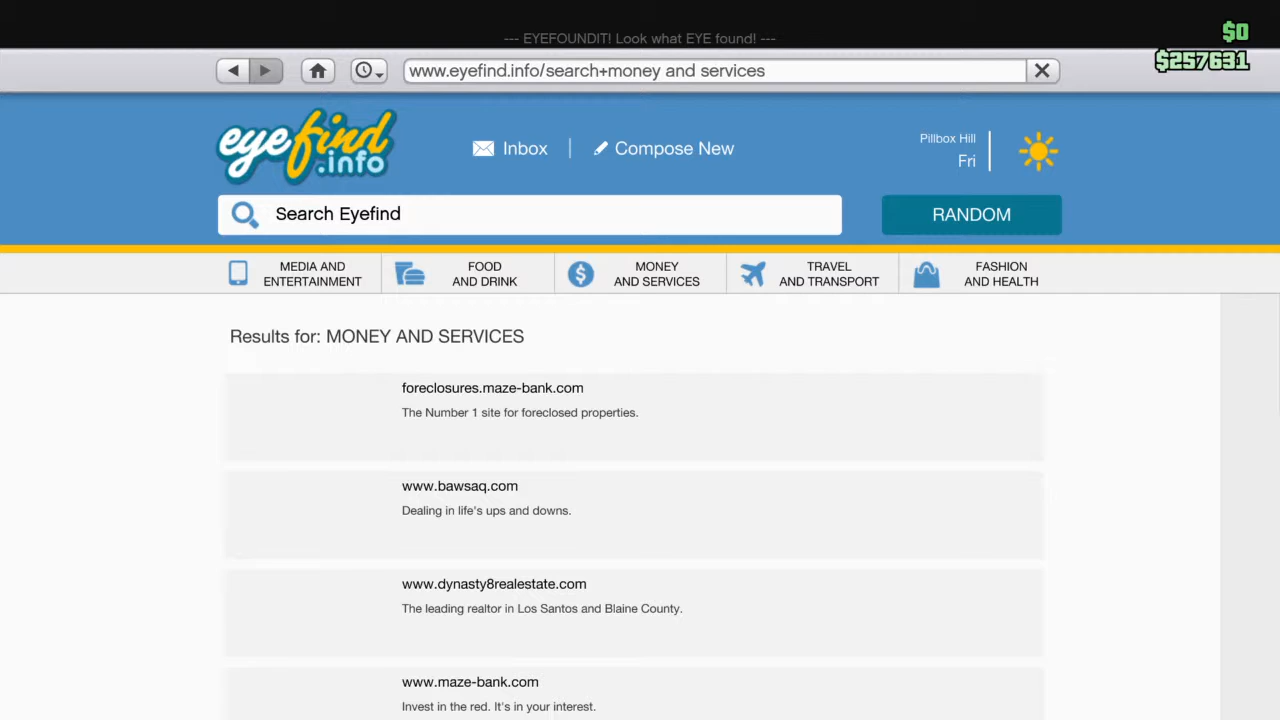 --- EYEFOUNDIT! Look what EYE found! ---
$0
$257631
www.eyefind.info/search+money and services
eyefind
.info
Inbox
Compose New
Pillbox Hill
Fri
Search Eyefind
RANDOM
MEDIA AND
ENTERTAINMENT
FOOD
AND DRINK
MONEY
AND SERVICES
TRAVEL
AND TRANSPORT
FASHION
AND HEALTH
Results for: MONEY AND SERVICES
foreclosures.maze-bank.com
The Number 1 site for foreclosed properties.
www.bawsaq.com
Dealing in life's ups and downs.
www.dynasty8realestate.com
The leading realtor in Los Santos and Blaine County.
www.maze-bank.com
Invest in the red. It's in your interest.